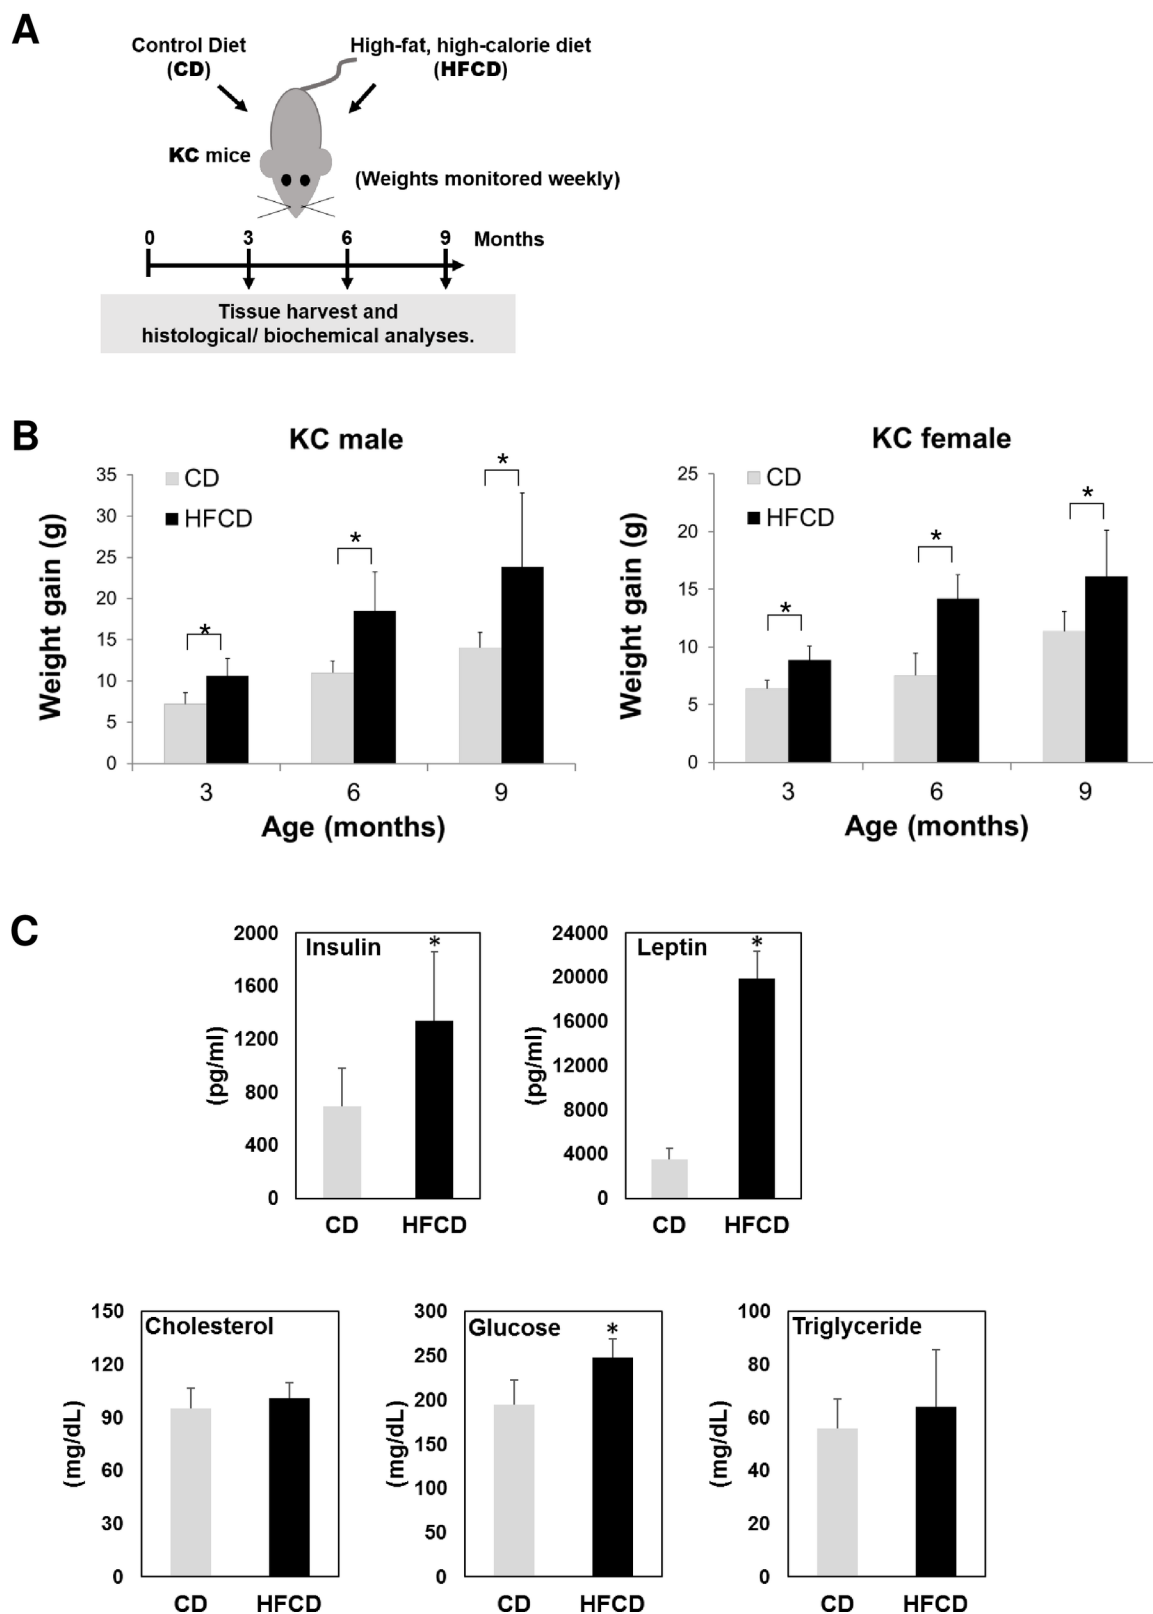 A
Control Diet
(CD)
High-fat, high-calorie diet
(HFCD)
KC mice
(Weights monitored weekly)
0 3 6 9 Months
Tissue harvest and
histological/ biochemical analyses.
B
KC male
Weight gain (g)
35
30
25
20
15
10
5
0
CD
HFCD
*
*
*
3 6 9
Age (months)
KC female
Weight gain (g)
25
20
15
10
5
0
CD
HFCD
*
*
*
3 6 9
Age (months)
C
Insulin
*
(pg/ml)
2000
1600
1200
800
400
0
CD HFCD
Leptin
*
(pg/ml)
24000
20000
16000
12000
8000
4000
0
CD HFCD
Cholesterol
(mg/dL)
150
120
90
60
30
0
CD HFCD
Glucose
*
(mg/dL)
300
250
200
150
100
50
0
CD HFCD
Triglyceride
(mg/dL)
100
80
60
40
20
0
CD HFCD